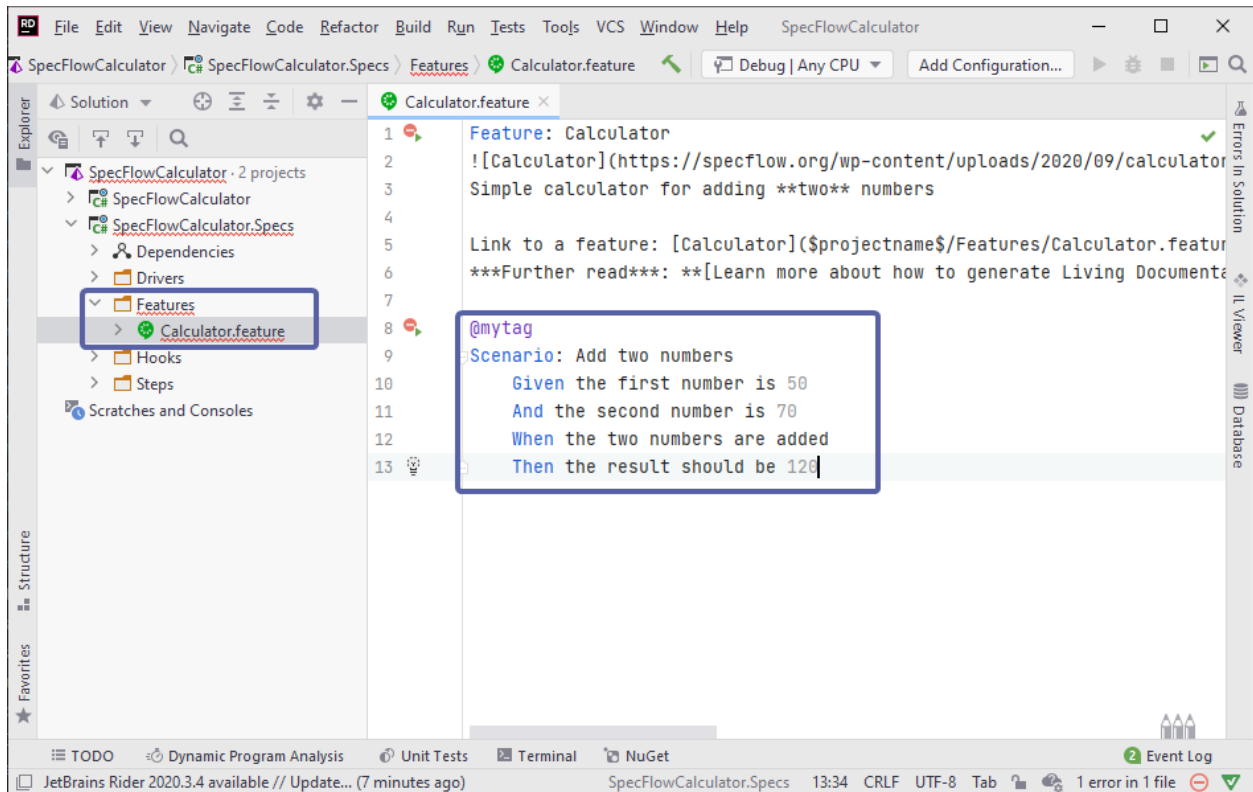 RD File Edit View Navigate Code Refactor Build Run Tests Tools VCS Window Help SpecFlowCalculator
SpecFlowCalculator SpecFlowCalculator.Specs Features Calculator.feature Debug | Any CPU Add Configuration...
Explorer
Solution
Calculator.feature
SpecFlowCalculator · 2 projects
C# SpecFlowCalculator
C# SpecFlowCalculator.Specs
Dependencies
Drivers
Features
Calculator.feature
Hooks
Steps
Scratches and Consoles
1 Feature: Calculator
2 ![Calculator](https://specflow.org/wp-content/uploads/2020/09/calculator
3 Simple calculator for adding **two** numbers
4
5 Link to a feature: [Calculator]($projectname$/Features/Calculator.featur
6 ***Further read***: **[Learn more about how to generate Living Documenta
7
8 @mytag
9 Scenario: Add two numbers
10 Given the first number is 50
11 And the second number is 70
12 When the two numbers are added
13 Then the result should be 120
Errors In Solution
IL Viewer
Database
Structure
Favorites
TODO Dynamic Program Analysis Unit Tests Terminal NuGet 2 Event Log
JetBrains Rider 2020.3.4 available // Update... (7 minutes ago) SpecFlowCalculator.Specs 13:34 CRLF UTF-8 Tab 1 error in 1 file